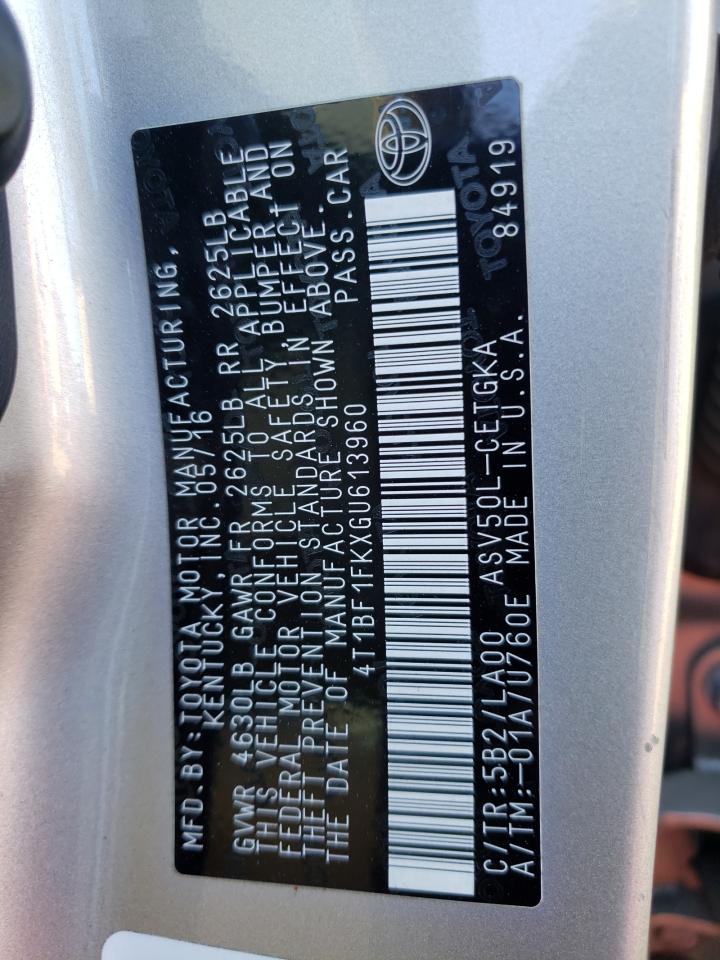 MFD.BY:TOYOTA MOTOR MANUFACTURING,
KENTUCKY, INC. 05/16
GVWR 4630LB GAWR FR 2625LB RR 2625LB
THIS VEHICLE CONFORMS TO ALL APPLICABLE
FEDERAL MOTOR VEHICLE SAFETY, BUMPER, AND
THEFT PREVENTION STANDARDS IN EFFECT ON
THE DATE OF MANUFACTURE SHOWN ABOVE.
4T1BF1FKXGU613960 PASS.CAR
C/TR:5B2/LA00 ASV50L-CETGKA 84919
A/TM:-01A/U760E MADE IN U.S.A.
TOYOTA